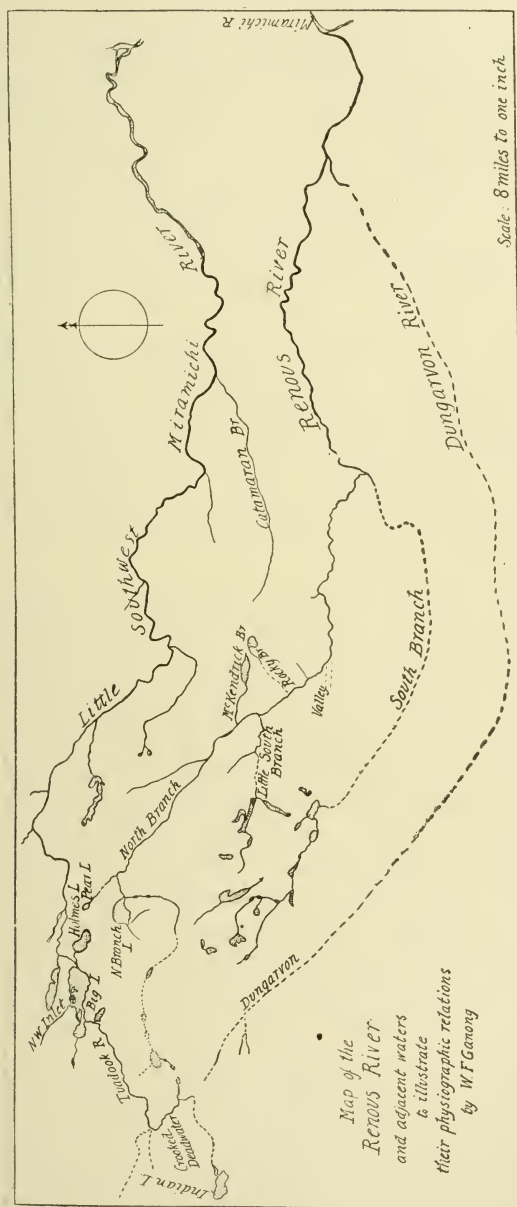 Miramichi R
River
Miramichi
Southwest
Little
River
Renous
Catamaran Br
McKendrick Br
Rocky Br
Valley
Dungarvon River
South Branch
Little South
Branch
North Branch
Holmes L
Pear L
N W Inlet
Big L
N Branch
L
Tuadook R
Crooked
Deadwater
Indian L
Dungarvon
Map of the
Renous River
and adjacent waters
to illustrate
their physiographic relations
by W F Ganong
Scale: 8 miles to one inch